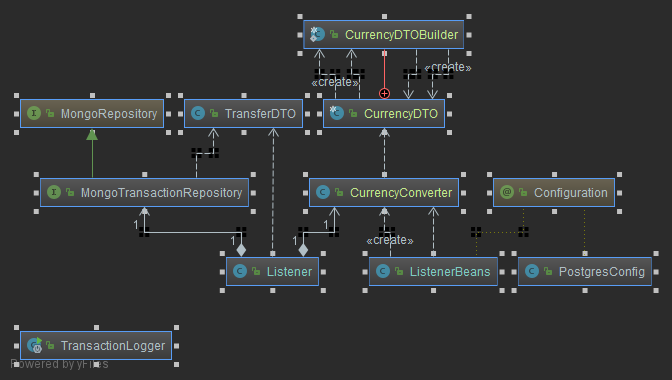 CurrencyDTOBuilder
«create»
«create»
MongoRepository
TransferDTO
CurrencyDTO
MongoTransactionRepository
CurrencyConverter
Configuration
1
1
1
1
«create»
Listener
ListenerBeans
PostgresConfig
TransactionLogger
Powered by yFiles